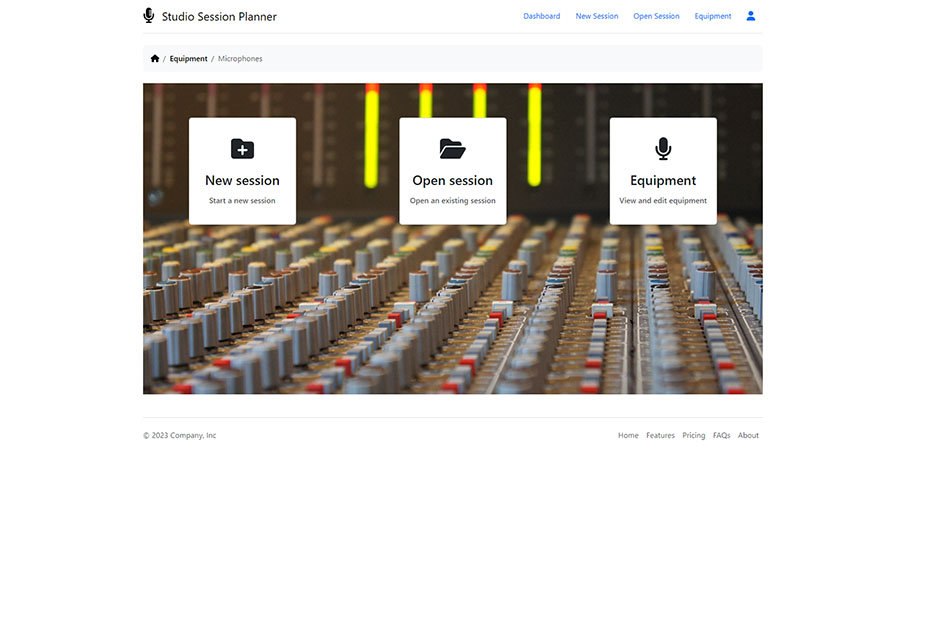 Studio Session Planner
Dashboard New Session Open Session Equipment
/ Equipment / Microphones
New session
Start a new session
Open session
Open an existing session
Equipment
View and edit equipment
© 2023 Company, Inc
Home Features Pricing FAQs About